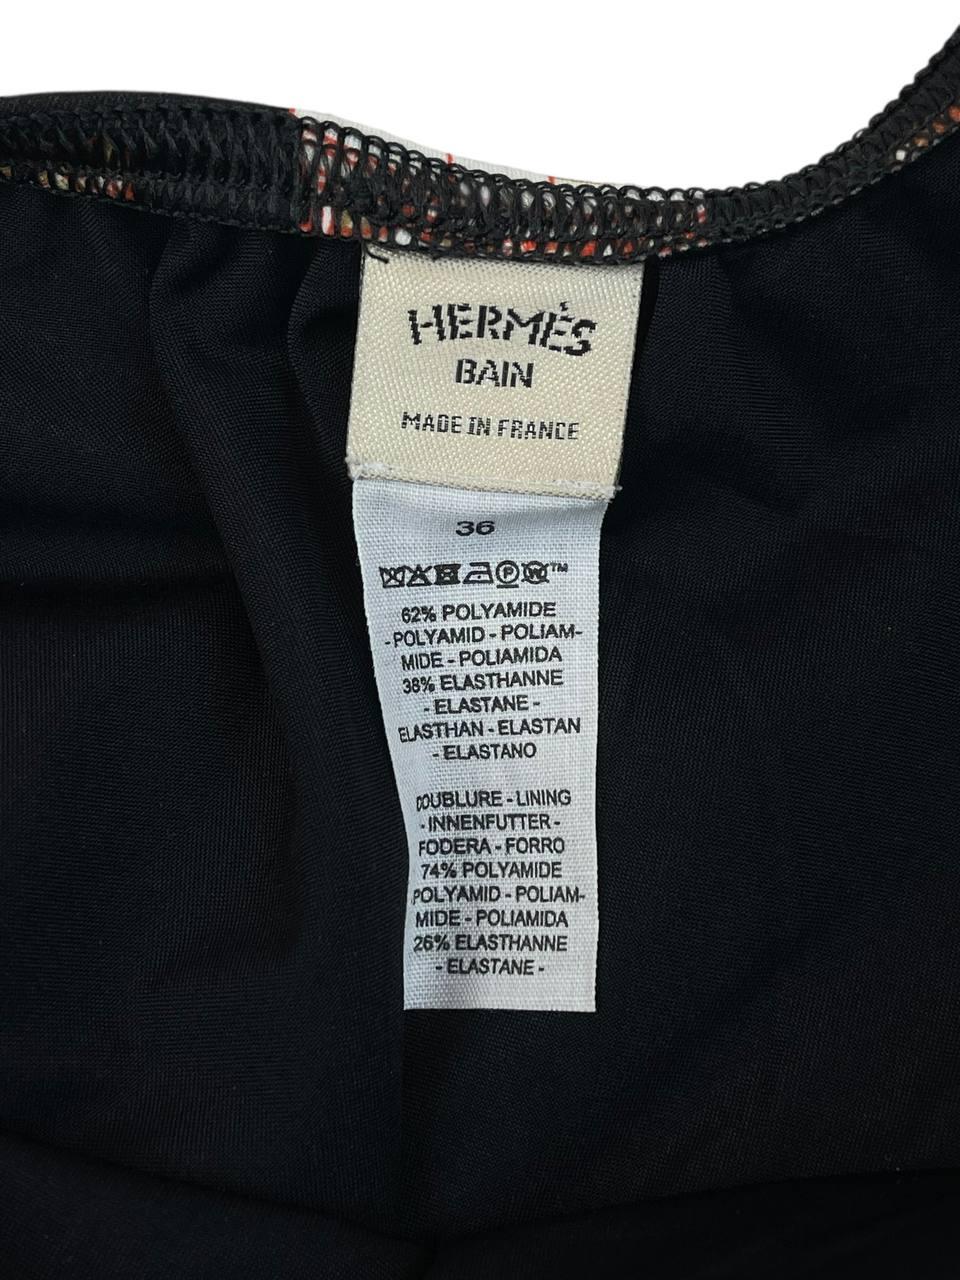 HERMÈS
BAIN
MADE IN FRANCE
36
P W™
62% POLYAMIDE
-POLYAMID - POLIAM-
MIDE - POLIAMIDA
38% ELASTHANNE
- ELASTANE -
ELASTHAN - ELASTAN
- ELASTANO
DOUBLURE - LINING
- INNENFUTTER -
FODERA - FORRO
74% POLYAMIDE
POLYAMID - POLIAM-
MIDE - POLIAMIDA
26% ELASTHANNE
- ELASTANE -